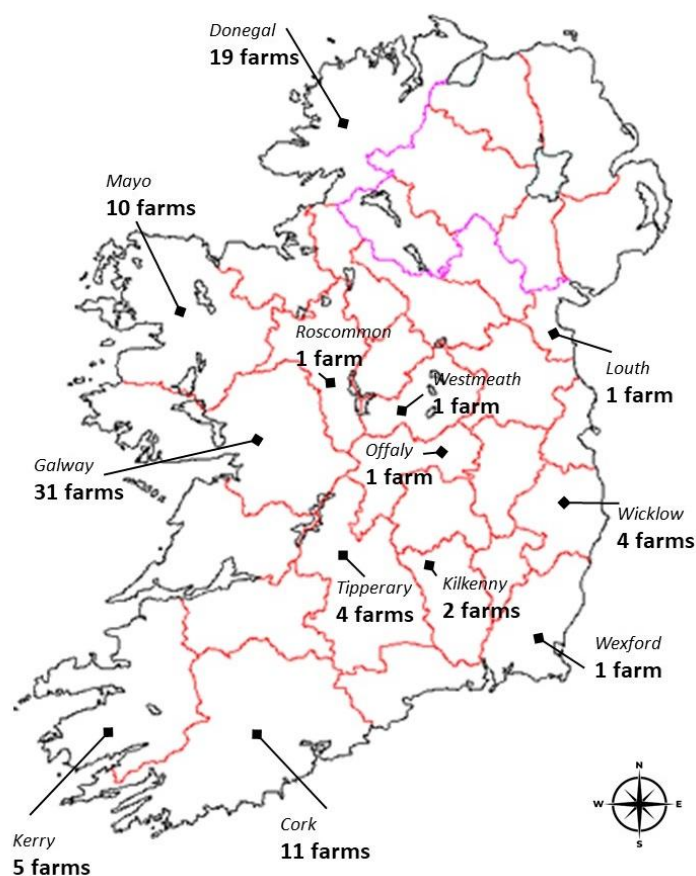 Donegal
19 farms
Mayo
10 farms
Roscommon
1 farm
Westmeath
1 farm
Louth
1 farm
Galway
31 farms
Offaly
1 farm
Wicklow
4 farms
Tipperary
4 farms
Kilkenny
2 farms
Wexford
1 farm
Kerry
5 farms
Cork
11 farms
N
W E
S